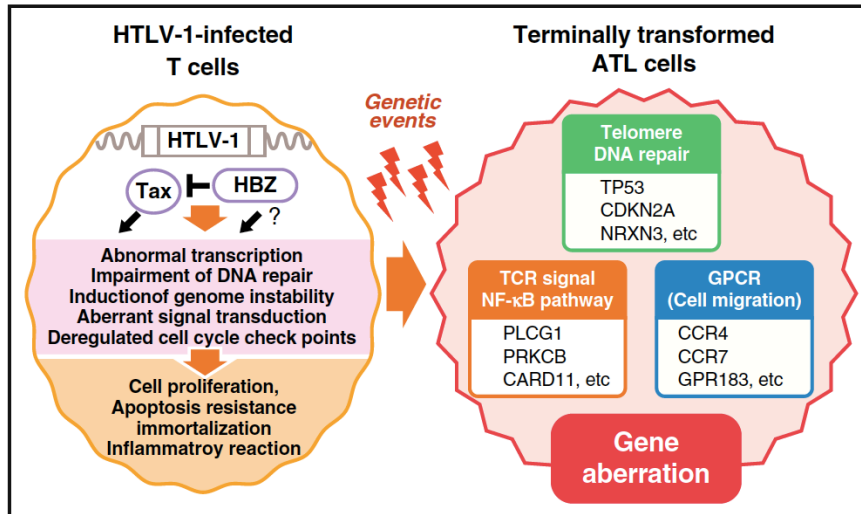 HTLV-1-infected
T cells
HTLV-1
Tax
HBZ
?
Abnormal transcription
Impairment of DNA repair
Inductionof genome instability
Aberrant signal transduction
Deregulated cell cycle check points
Cell proliferation,
Apoptosis resistance
immortalization
Inflammatroy reaction
Genetic
events
Terminally transformed
ATL cells
Telomere
DNA repair
TP53
CDKN2A
NRXN3, etc
TCR signal
NF-κB pathway
PLCG1
PRKCB
CARD11, etc
GPCR
(Cell migration)
CCR4
CCR7
GPR183, etc
Gene
aberration